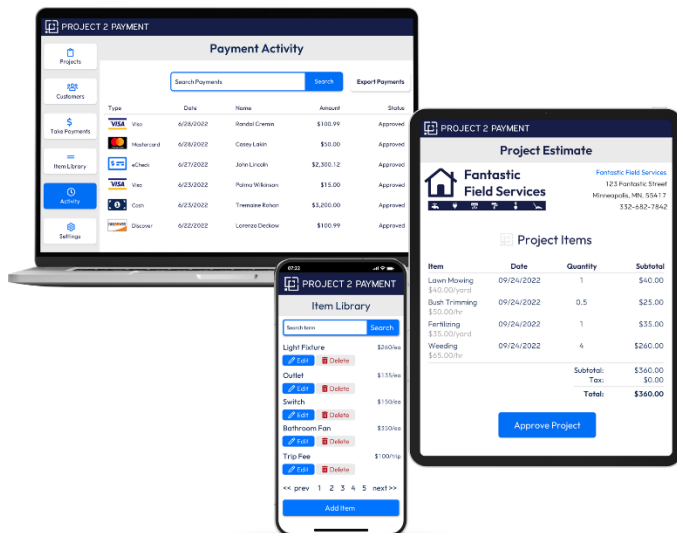 PROJECT 2 PAYMENT
Payment Activity
Projects
Customers
Take Payments
Item Library
Activity
Settings
Search Payments Search Export Payments
Type Date Name Amount Status
VISA Visa 6/28/2022 Randal Cremin $100.99 Approved
Mastercard 6/28/2022 Casey Lakin $50.00 Approved
eCheck 6/27/2022 John Lincoln $2,300.12 Approved
VISA Visa 6/23/2022 Palma Wilkinson $15.00 Approved
Cash 6/23/2022 Tremaine Rohan $3,200.00 Approved
DISCOVER Discover 6/22/2022 Lorenzo Deckow $100.99 Approved
07:22
PROJECT 2 PAYMENT
Item Library
Search Item Search
Light Fixture $260/ea
Edit Delete
Outlet $135/ea
Edit Delete
Switch $150/ea
Edit Delete
Bathroom Fan $330/ea
Edit Delete
Trip Fee $100/trip
Edit Delete
<< prev 1 2 3 4 5 next >>
Add Item
PROJECT 2 PAYMENT
Project Estimate
Fantastic
Field Services
Fantastic Field Services
123 Fantastic Street
Minneapolis, MN, 55417
332-682-7842
Project Items
Item Date Quantity Subtotal
Lawn Mowing 09/24/2022 1 $40.00
$40.00/yard
Bush Trimming 09/24/2022 0.5 $25.00
$50.00/hr
Fertilizing 09/24/2022 1 $35.00
$35.00/yard
Weeding 09/24/2022 4 $260.00
$65.00/hr
Subtotal: $360.00
Tax: $0.00
Total: $360.00
Approve Project